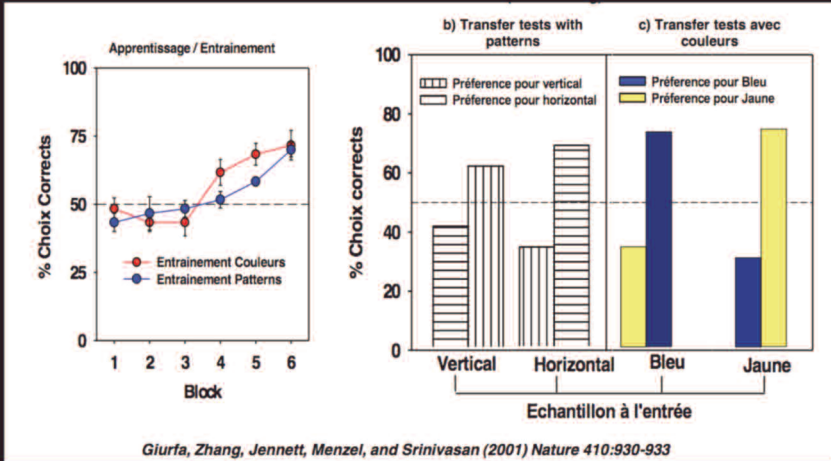 Apprentissage / Entrainement
% Choix Corrects
100
75
50
25
0
Entrainement Couleurs
Entrainement Patterns
1 2 3 4 5 6
Block
b) Transfer tests with
patterns
c) Transfer tests avec
couleurs
% Choix corrects
100
80
60
40
20
0
Préference pour vertical
Préference pour horizontal
Préference pour Bleu
Préference pour Jaune
Vertical Horizontal Bleu Jaune
Echantillon à l'entrée
Giurfa, Zhang, Jennett, Menzel, and Srinivasan (2001) Nature 410:930-933